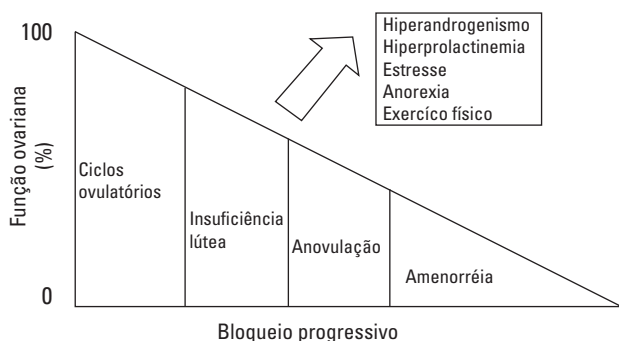 100
Hiperandrogenismo
Hiperprolactinemia
Estresse
Anorexia
Exercíco físico
Função ovariana
(%)
Ciclos
ovulatórios
Insuficiência
lútea
Anovulação
Amenorréia
0
Bloqueio progressivo